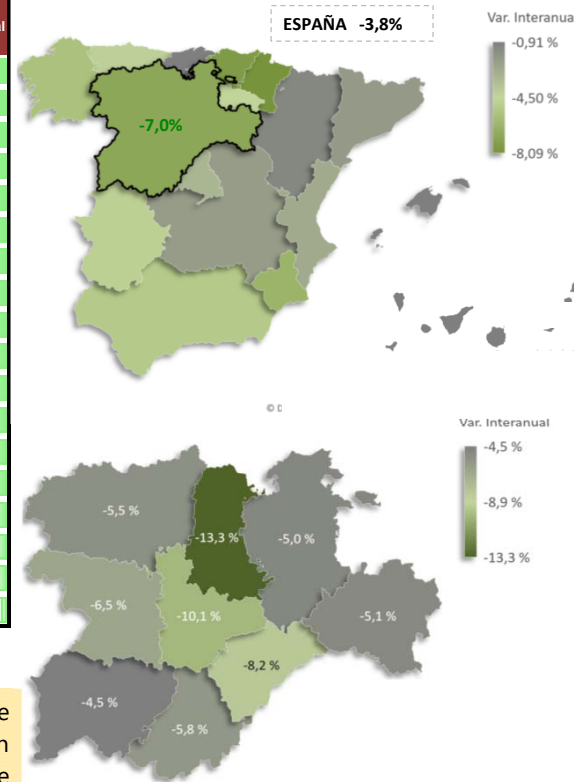 al
ESPAÑA -3,8%
Var. Interanual
-0,91 %
-4,50 %
-8,09 %
-7,0%
©
Var. Interanual
-4,5 %
-8,9 %
-13,3 %
-5,5 %
-13,3 %
-5,0 %
-6,5 %
-10,1 %
-5,1 %
-8,2 %
-4,5 %
-5,8 %
e
n
e